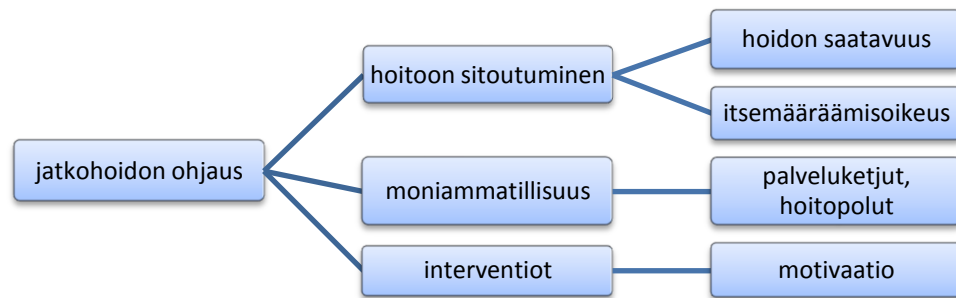 hoidon saatavuus
hoitoon sitoutuminen
itsemääräämisoikeus
jatkohoidon ohjaus
moniammatillisuus
palveluketjut,
hoitopolut
interventiot
motivaatio